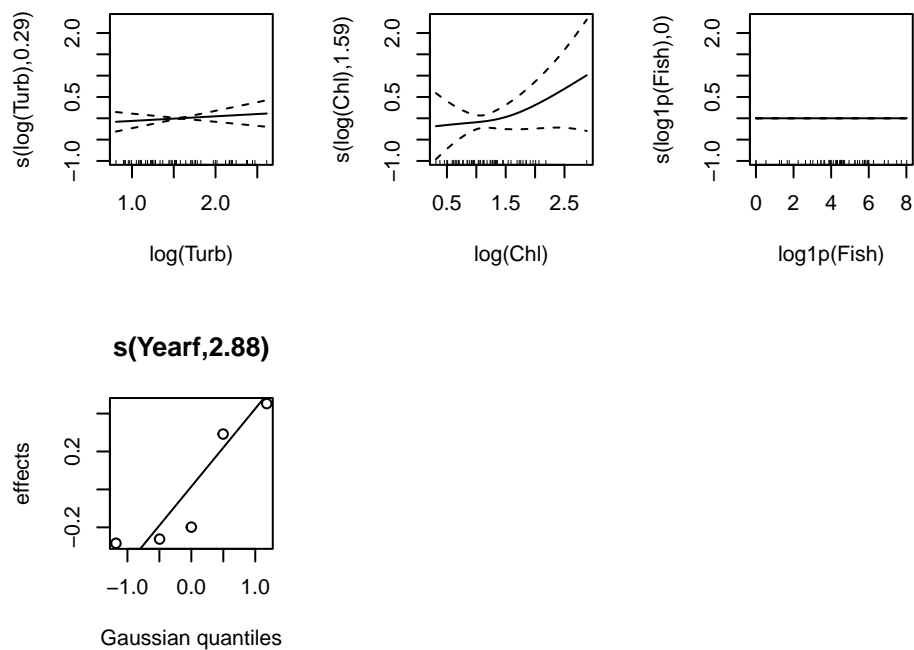 s(log(Turb),0.29)
−1.0 0.5 2.0
1.0 2.0
log(Turb)
s(log(Chl),1.59)
−1.0 0.5 2.0
0.5 1.5 2.5
log(Chl)
s(log1p(Fish),0)
−1.0 0.5 2.0
0 2 4 6 8
log1p(Fish)
s(Yearf,2.88)
effects
−0.2 0.2
−1.0 0.0 1.0
Gaussian quantiles